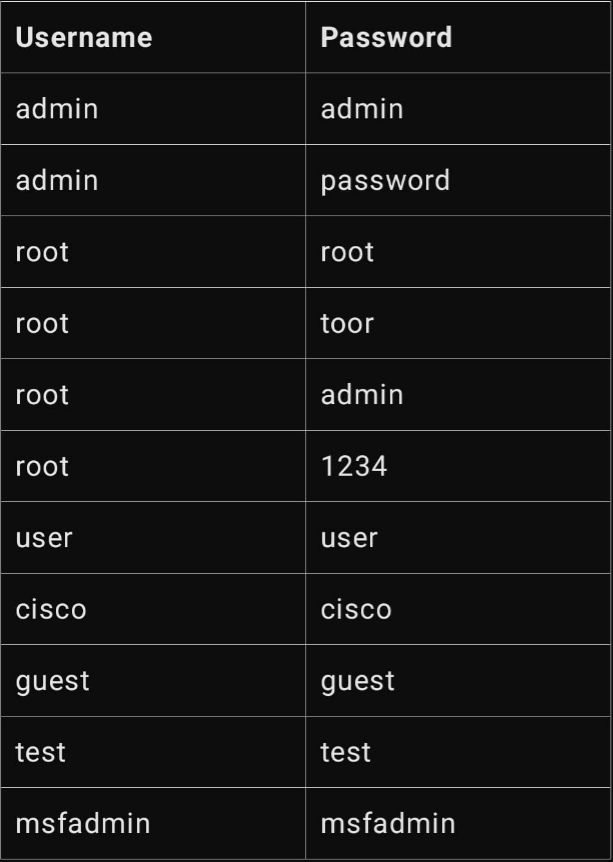 Username Password
admin admin
admin password
root root
root toor
root admin
root 1234
user user
cisco cisco
guest guest
test test
msfadmin msfadmin